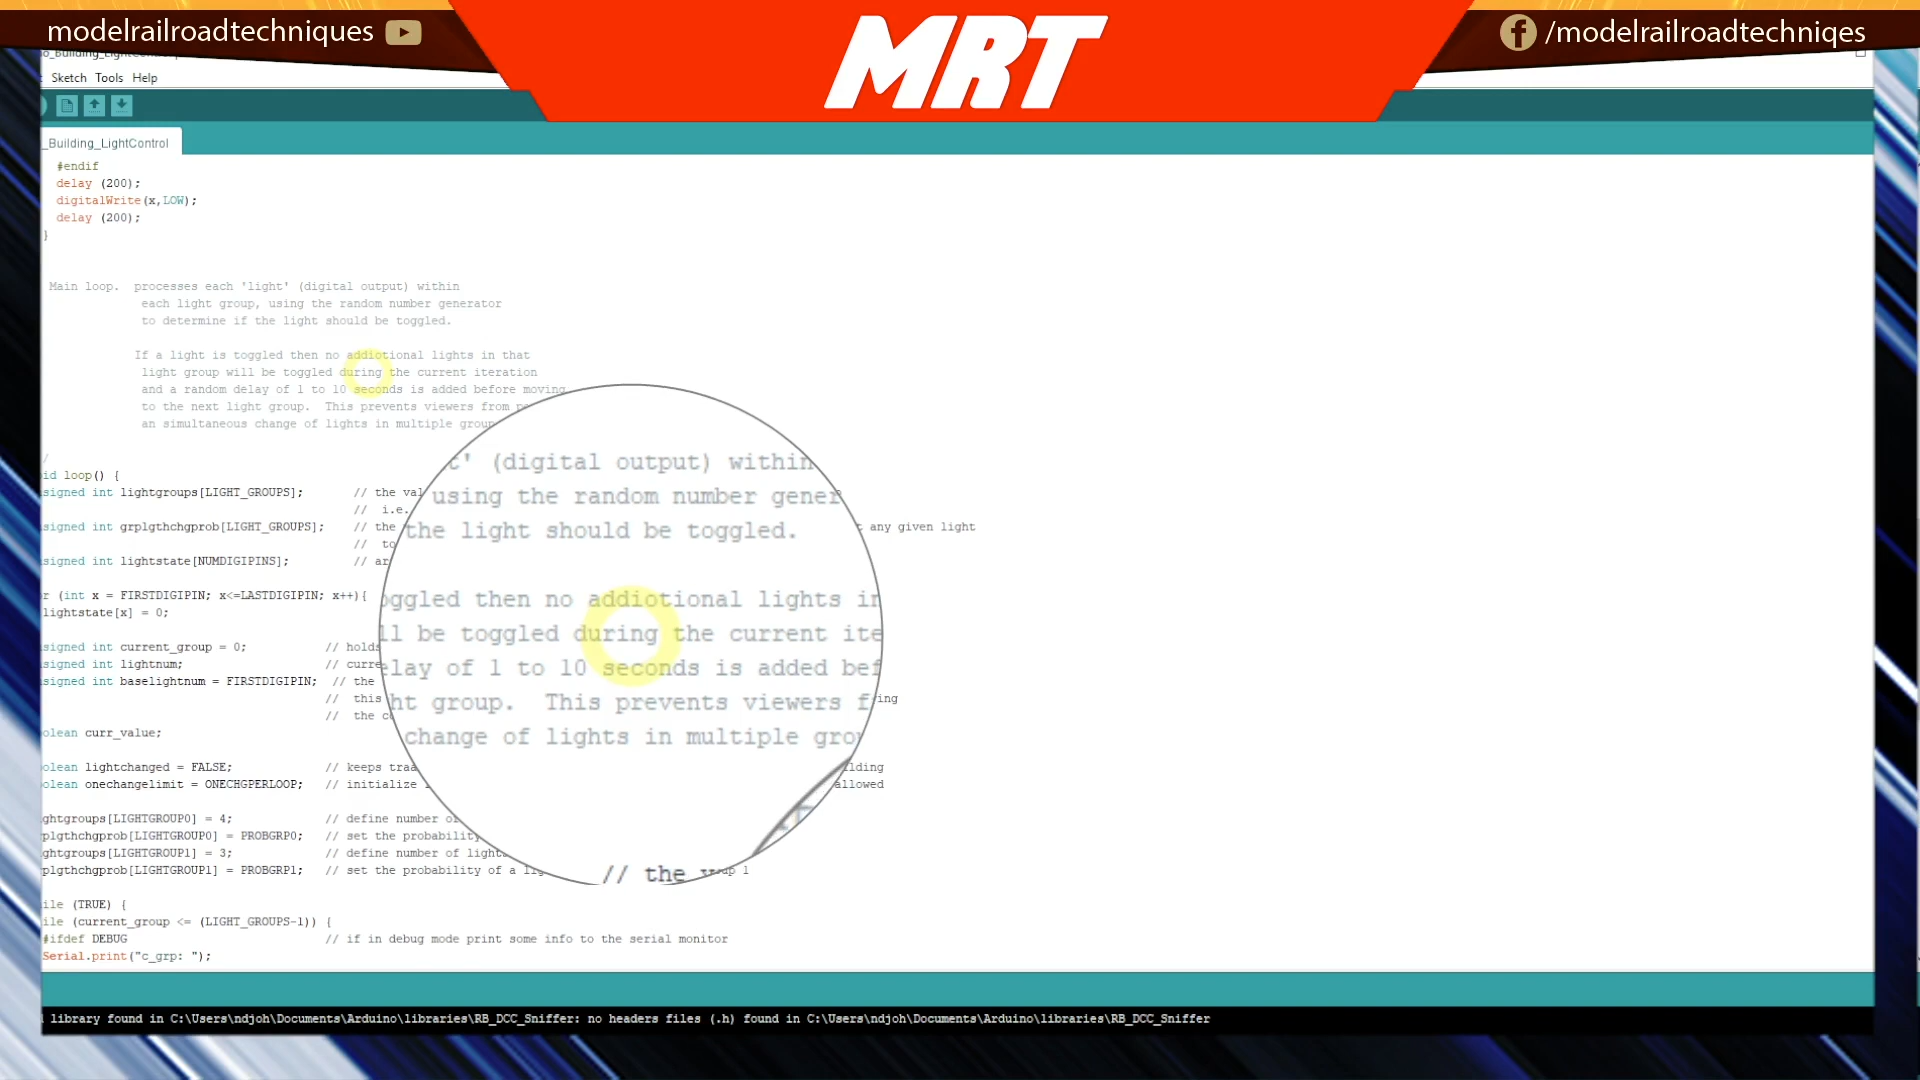 modelrailroadtechniques
MRT
/modelrailroadtechniqes
Sketch Tools Help
_Building_LightControl
#endif
delay (200);
digitalWrite(x,LOW);
delay (200);
}
Main loop. processes each 'light' (digital output) within
each light group, using the random number generator
to determine if the light should be toggled.
If a light is toggled then no addiotional lights in that
light group will be toggled during the current iteration
and a random delay of 1 to 10 seconds is added before moving
to the next light group. This prevents viewers from
an simultaneous change of lights in multiple group
/
id loop() {
signed int lightgroups[LIGHT_GROUPS]; // the val
// i.e.
signed int grplgthchgprob[LIGHT_GROUPS]; // the any given light
// to
signed int lightstate[NUMDIGIPINS]; // ar
r (int x = FIRSTDIGIPIN; x<=LASTDIGIPIN; x++){
lightstate[x] = 0;
signed int current_group = 0; // holds
signed int lightnum; // curre
signed int baselightnum = FIRSTDIGIPIN; // the
// this ing
// the
olean curr_value;
olean lightchanged = FALSE; // keeps traa lding
olean onechangelimit = ONECHGPERLOOP; // initialize allowed
ghtgroups[LIGHTGROUP0] = 4; // define number of
plgthchgprob[LIGHTGROUP0] = PROBGRP0; // set the probability
ghtgroups[LIGHTGROUP1] = 3; // define number of lights
plgthchgprob[LIGHTGROUP1] = PROBGRP1; // set the probability of a 1
ile (TRUE) {
ile (current_group <= (LIGHT_GROUPS-1)) {
#ifdef DEBUG // if in debug mode print some info to the serial monitor
Serial.print("c_grp: ");
t' (digital output) within
using the random number gener
the light should be toggled.
oggled then no addiotional lights in
ll be toggled during the current ite
elay of 1 to 10 seconds is added bef
ht group. This prevents viewers f
change of lights in multiple gro
// the
library found in C:\Users\ndjoh\Documents\Arduino\libraries\RB_DCC_Sniffer: no headers files (.h) found in C:\Users\ndjoh\Documents\Arduino\libraries\RB_DCC_Sniffer